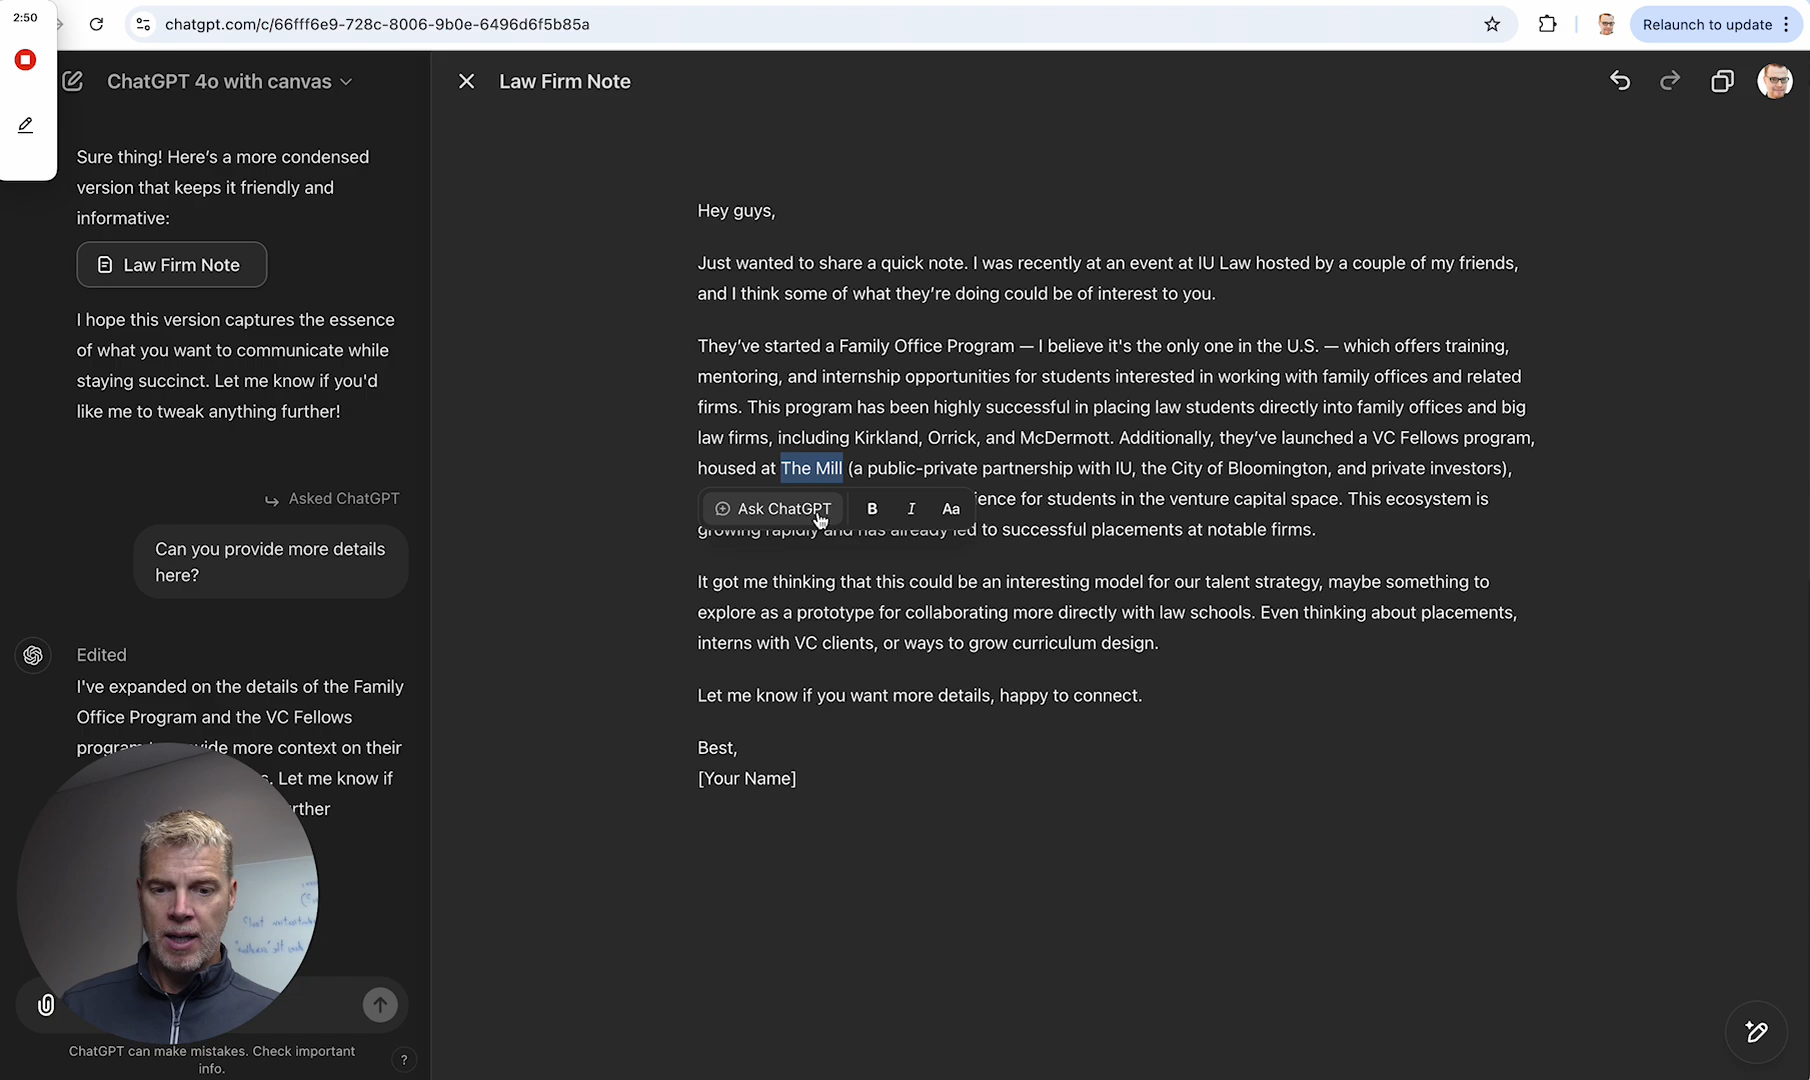 2:50
chatgpt.com/c/66fff6e9-728c-8006-9b0e-6496d6f5b85a
Relaunch to update
ChatGPT 4o with canvas
Law Firm Note
Sure thing! Here’s a more condensed
version that keeps it friendly and
informative:
Law Firm Note
I hope this version captures the essence
of what you want to communicate while
staying succinct. Let me know if you'd
like me to tweak anything further!
Asked ChatGPT
Can you provide more details
here?
Edited
I've expanded on the details of the Family
Office Program and the VC Fellows
more context on their
Let me know if
ChatGPT can make mistakes. Check important
info.
?
Hey guys,
Just wanted to share a quick note. I was recently at an event at IU Law hosted by a couple of my friends,
and I think some of what they’re doing could be of interest to you.
They’ve started a Family Office Program — I believe it's the only one in the U.S. — which offers training,
mentoring, and internship opportunities for students interested in working with family offices and related
firms. This program has been highly successful in placing law students directly into family offices and big
law firms, including Kirkland, Orrick, and McDermott. Additionally, they’ve launched a VC Fellows program,
housed at The Mill (a public-private partnership with IU, the City of Bloomington, and private investors),
Ask ChatGPT B I Aa
for students in the venture capital space. This ecosystem is
growing rapidly and has already led to successful placements at notable firms.
It got me thinking that this could be an interesting model for our talent strategy, maybe something to
explore as a prototype for collaborating more directly with law schools. Even thinking about placements,
interns with VC clients, or ways to grow curriculum design.
Let me know if you want more details, happy to connect.
Best,
[Your Name]